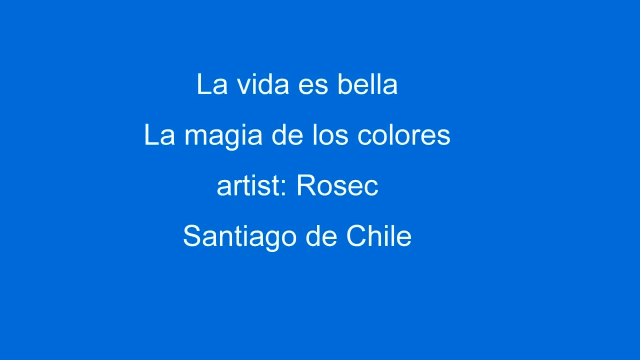 La vida es bella
La magia de los colores
artist: Rosec
Santiago de Chile